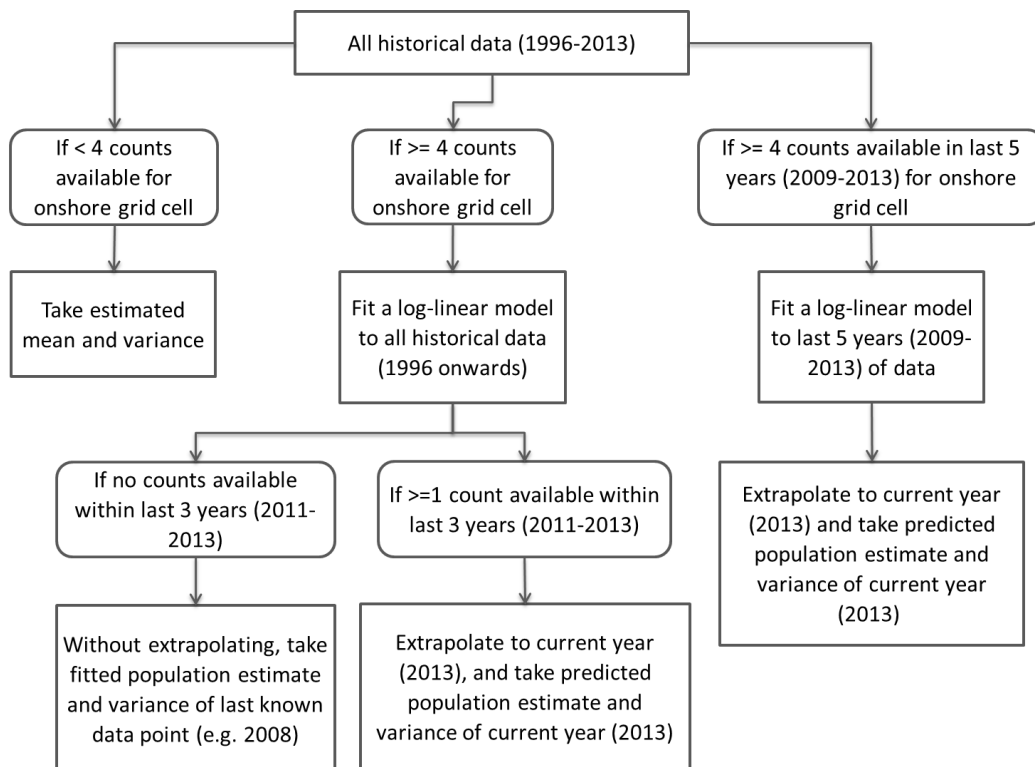 All historical data (1996-2013)
If < 4 counts
available for
onshore grid cell
If >= 4 counts
available for
onshore grid cell
If >= 4 counts available in last 5
years (2009-2013) for onshore
grid cell
Take estimated
mean and variance
Fit a log-linear model
to all historical data
(1996 onwards)
Fit a log-linear model
to last 5 years (2009-
2013) of data
If no counts available
within last 3 years (2011-
2013)
If >=1 count available within
last 3 years (2011-2013)
Extrapolate to current year
(2013) and take predicted
population estimate and
variance of current year
(2013)
Without extrapolating, take
fitted population estimate
and variance of last known
data point (e.g. 2008)
Extrapolate to current year
(2013), and take predicted
population estimate and
variance of current year (2013)